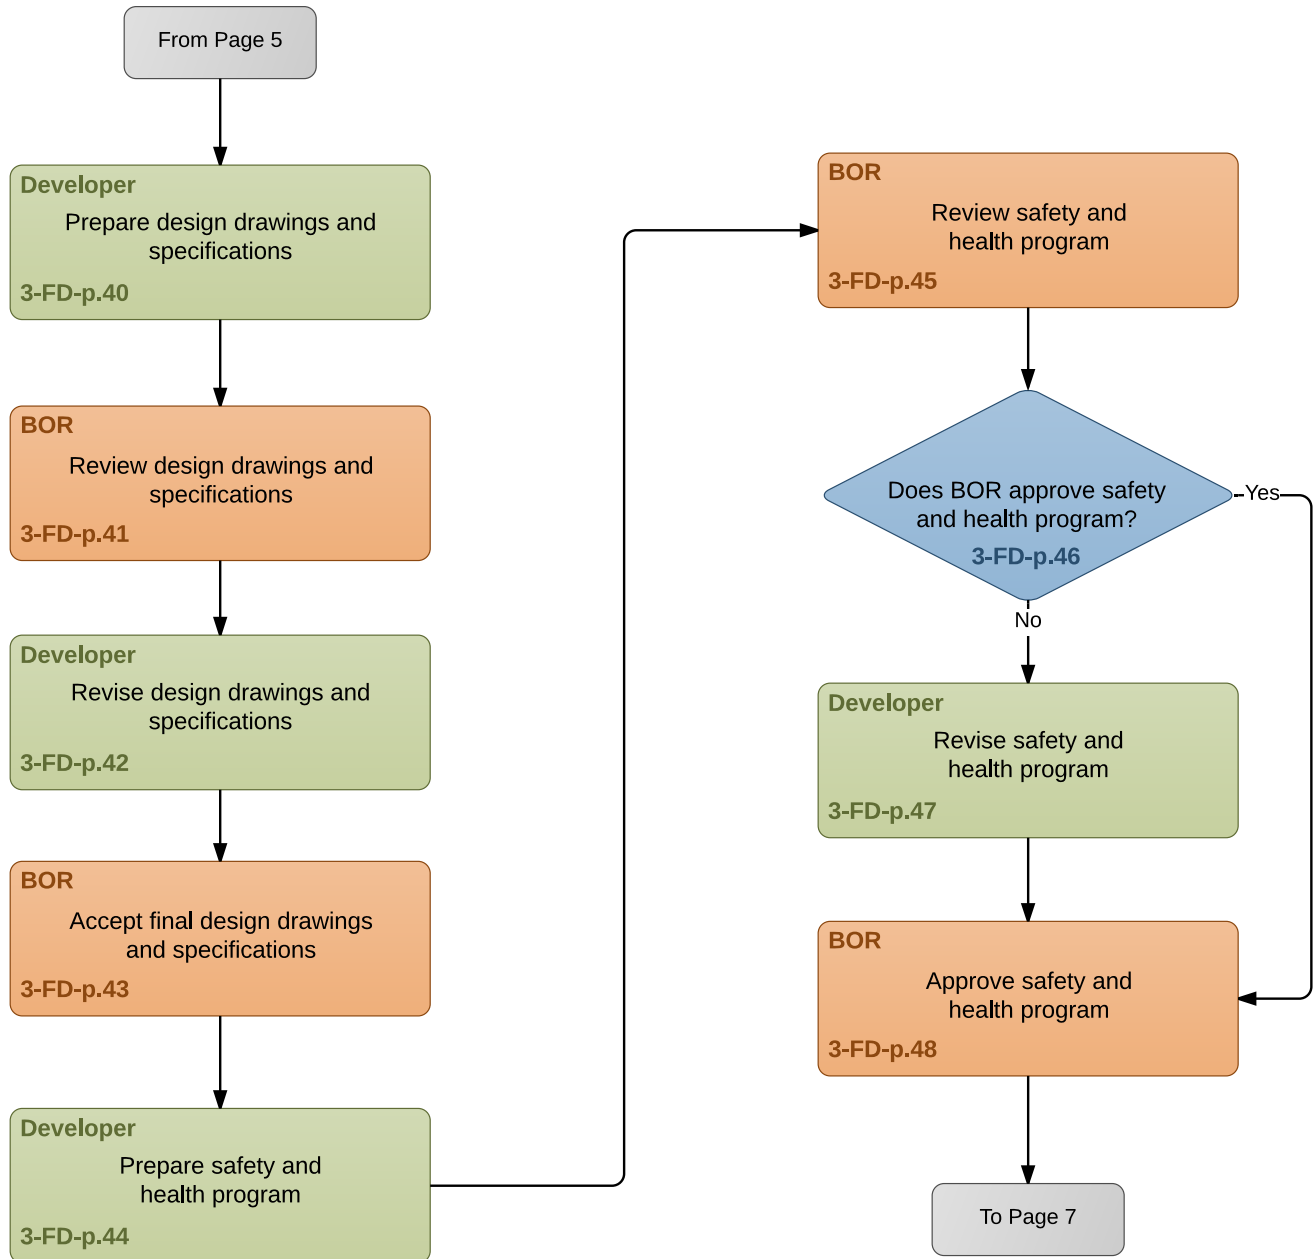 From Page 5
Developer
Prepare design drawings and
specifications
3-FD-p.40
BOR
Review design drawings and
specifications
3-FD-p.41
Developer
Revise design drawings and
specifications
3-FD-p.42
BOR
Accept final design drawings
and specifications
3-FD-p.43
Developer
Prepare safety and
health program
3-FD-p.44
BOR
Review safety and
health program
3-FD-p.45
Does BOR approve safety
and health program?
3-FD-p.46
Yes
No
Developer
Revise safety and
health program
3-FD-p.47
BOR
Approve safety and
health program
3-FD-p.48
To Page 7